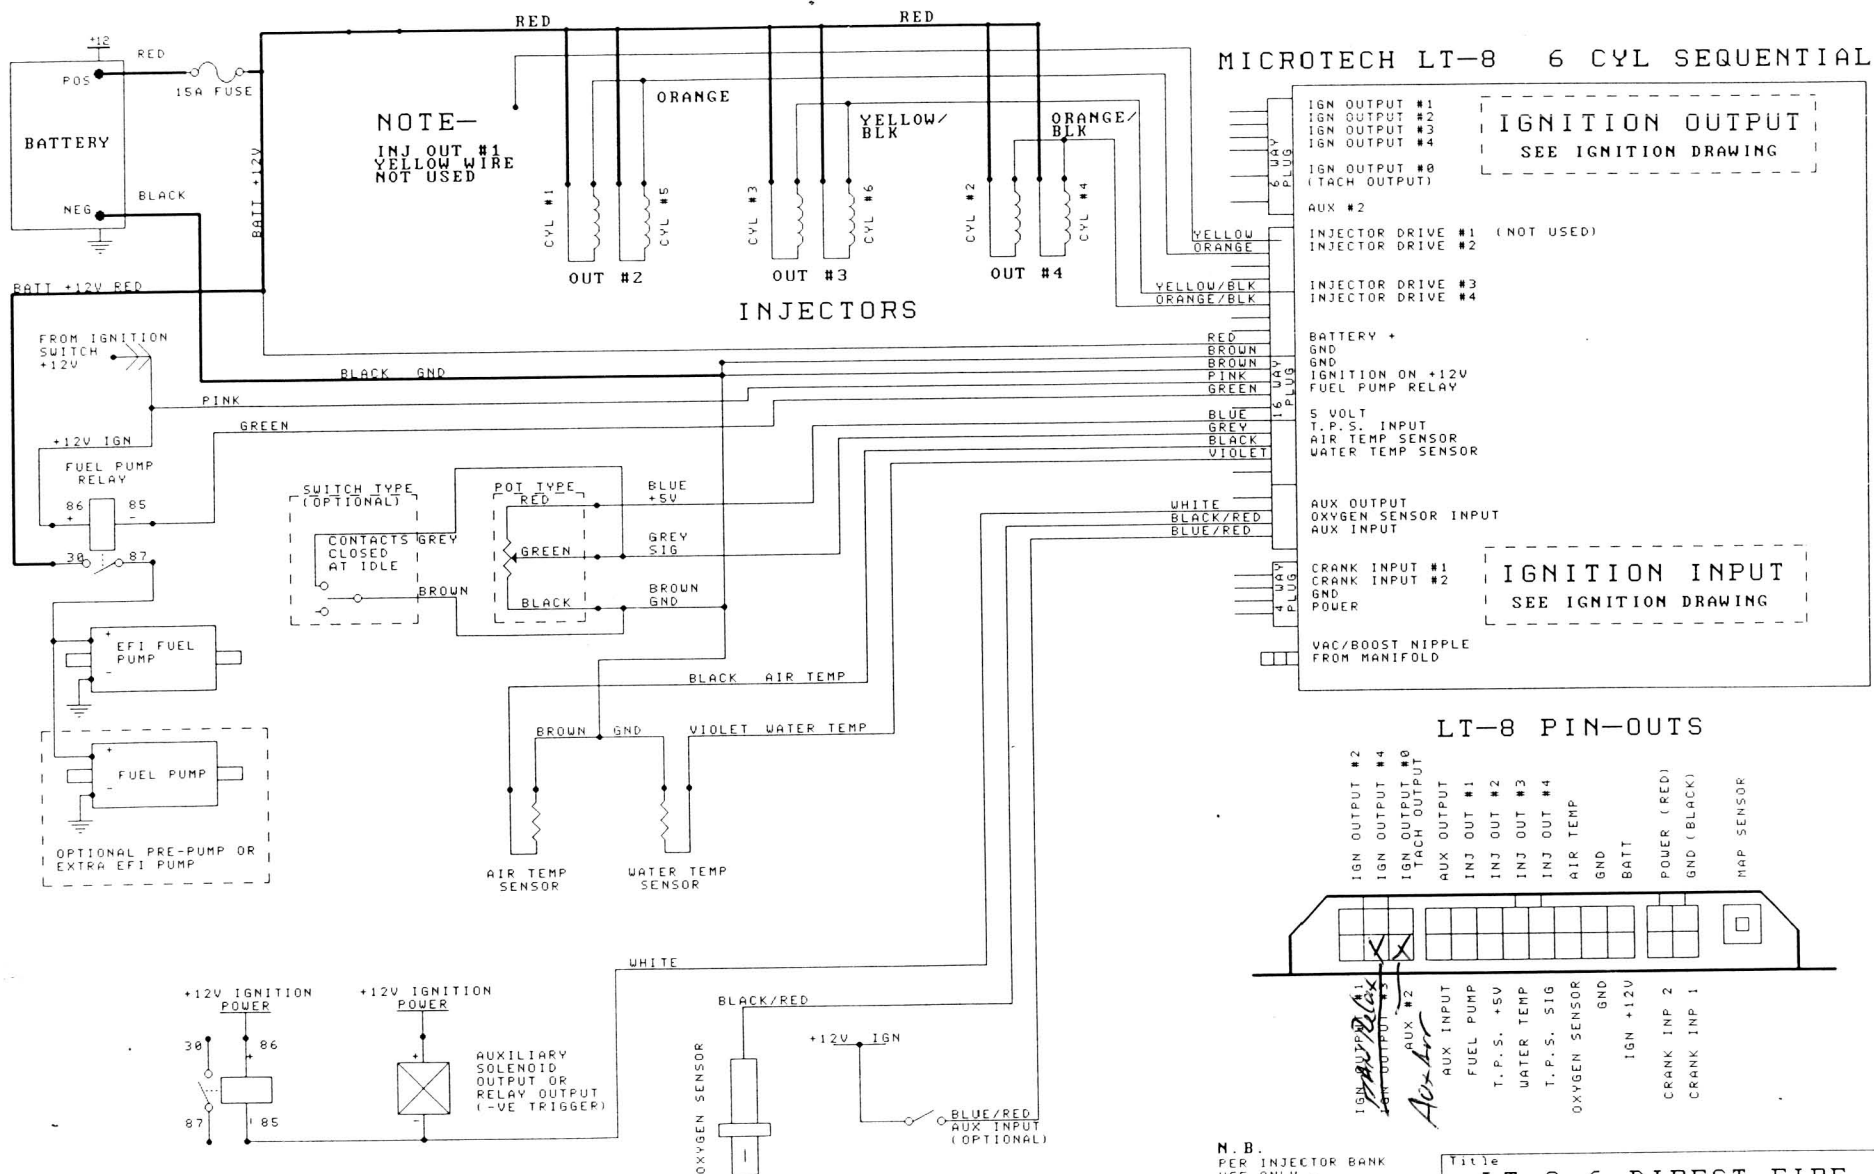 RED
RED
MICROTECH LT-8 6 CYL SEQUENTIAL
+12
RED
POS
15A FUSE
BATTERY
BLACK
NEG
BATT +12V
NOTE-
INJ OUT #1
YELLOW WIRE
NOT USED
ORANGE
YELLOW/
BLK
ORANGE/
BLK
CYL #1
CYL #5
CYL #3
CYL #6
CYL #2
CYL #4
OUT #2
OUT #3
OUT #4
INJECTORS
6 WAY
PLUG
IGN OUTPUT #1
IGN OUTPUT #2
IGN OUTPUT #3
IGN OUTPUT #4
IGN OUTPUT #0
(TACH OUTPUT)
AUX #2
IGNITION OUTPUT
SEE IGNITION DRAWING
YELLOW
ORANGE
INJECTOR DRIVE #1 (NOT USED)
INJECTOR DRIVE #2
YELLOW/BLK
ORANGE/BLK
INJECTOR DRIVE #3
INJECTOR DRIVE #4
RED
BROWN
BROWN
PINK
GREEN
16 WAY
PLUG
BATTERY +
GND
GND
IGNITION ON +12V
FUEL PUMP RELAY
BLUE
GREY
BLACK
VIOLET
5 VOLT
T.P.S. INPUT
AIR TEMP SENSOR
WATER TEMP SENSOR
WHITE
BLACK/RED
BLUE/RED
AUX OUTPUT
OXYGEN SENSOR INPUT
AUX INPUT
4 WAY
PLUG
CRANK INPUT #1
CRANK INPUT #2
GND
POWER
IGNITION INPUT
SEE IGNITION DRAWING
VAC/BOOST NIPPLE
FROM MANIFOLD
BATT +12V RED
FROM IGNITION
SWITCH
+12V
BLACK GND
PINK
GREEN
+12V IGN
FUEL PUMP
RELAY
86
85
+
-
30
87
SWITCH TYPE
(OPTIONAL)
CONTACTS
CLOSED
AT IDLE
GREY
BROWN
POT TYPE
RED
GREEN
BLACK
BLUE
+5V
GREY
SIG
BROWN
GND
+
EFI FUEL
PUMP
-
+
FUEL PUMP
-
OPTIONAL PRE-PUMP OR
EXTRA EFI PUMP
BLACK AIR TEMP
BROWN GND
VIOLET WATER TEMP
AIR TEMP
SENSOR
WATER TEMP
SENSOR
LT-8 PIN-OUTS
IGN OUTPUT #2
IGN OUTPUT #4
IGN OUTPUT #0
TACH OUTPUT
AUX OUTPUT
INJ OUT #1
INJ OUT #2
INJ OUT #3
INJ OUT #4
AIR TEMP
GND
BATT
POWER (RED)
GND (BLACK)
MAP SENSOR
X X
IGN OUTPUT #1
IGN OUTPUT #3
AUX #2
AUX INPUT
FUEL PUMP
T.P.S. +5V
WATER TEMP
T.P.S. SIG
OXYGEN SENSOR
GND
IGN +12V
CRANK INP 2
CRANK INP 1
WHITE
+12V IGNITION
POWER
30
86
+
87
85
+12V IGNITION
POWER
+
-
AUXILIARY
SOLENOID
OUTPUT OR
RELAY OUTPUT
(-VE TRIGGER)
BLACK/RED
OXYGEN SENSOR
+12V IGN
BLUE/RED
AUX INPUT
(OPTIONAL)
N.B.
PER INJECTOR BANK
Title